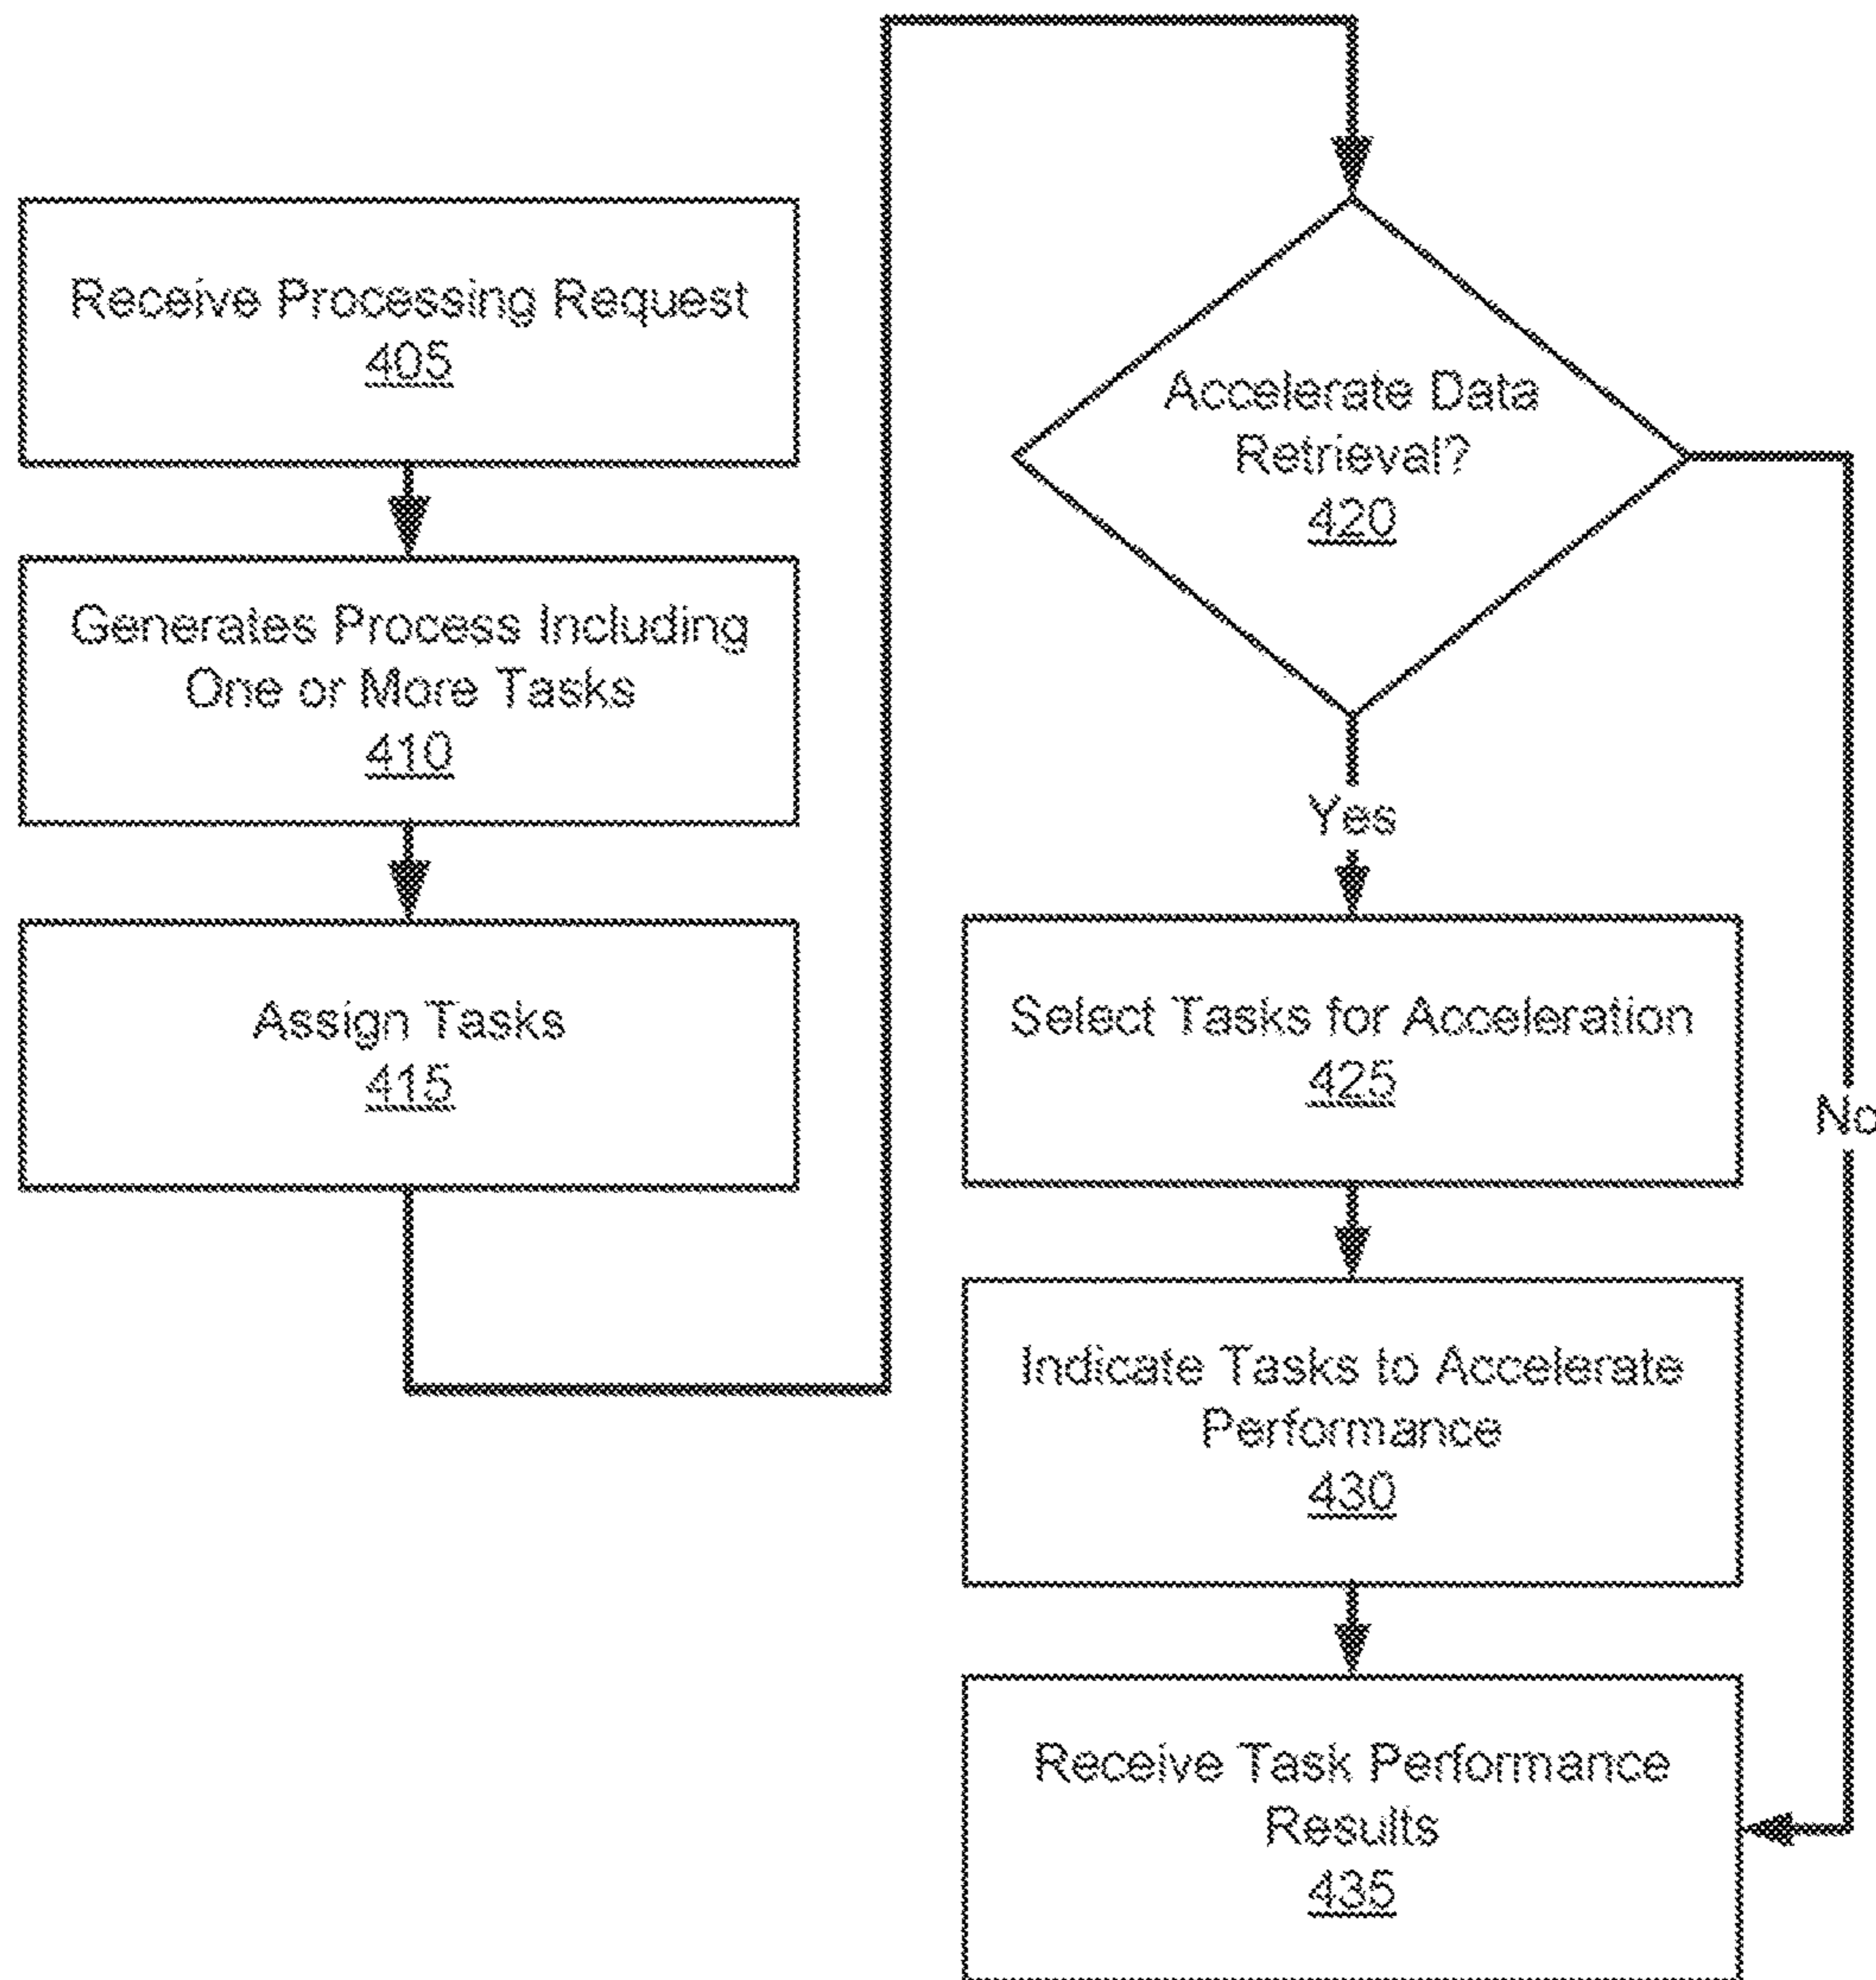 Receive Processing Request
405
Generates Process Including
One or More Tasks
410
Assign Tasks
415
Accelerate Data
Retrieval?
420
Yes
No
Select Tasks for Acceleration
425
Indicate Tasks to Accelerate
Performance
430
Receive Task Performance
Results
435